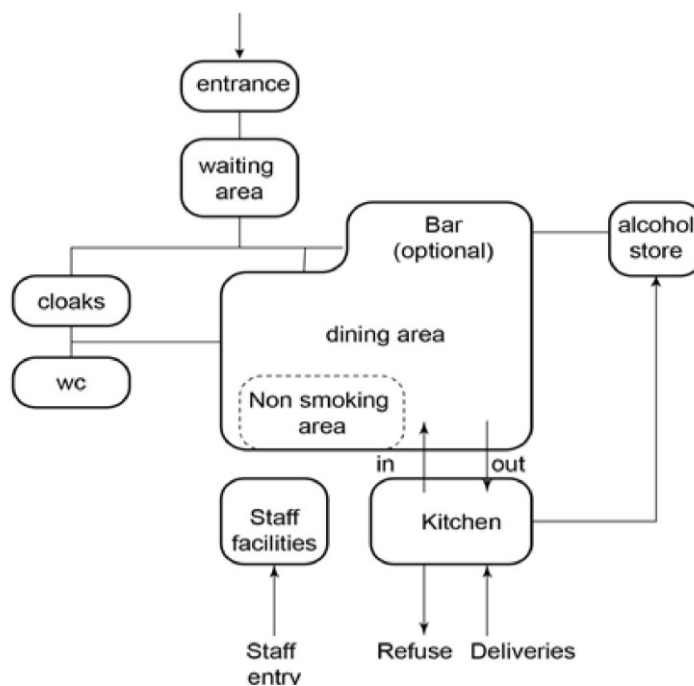 entrance
waiting
area
Bar
(optional)
alcohol
store
cloaks
dining area
wc
Non smoking
area
in
out
Staff
facilities
Kitchen
Staff
entry
Refuse
Deliveries